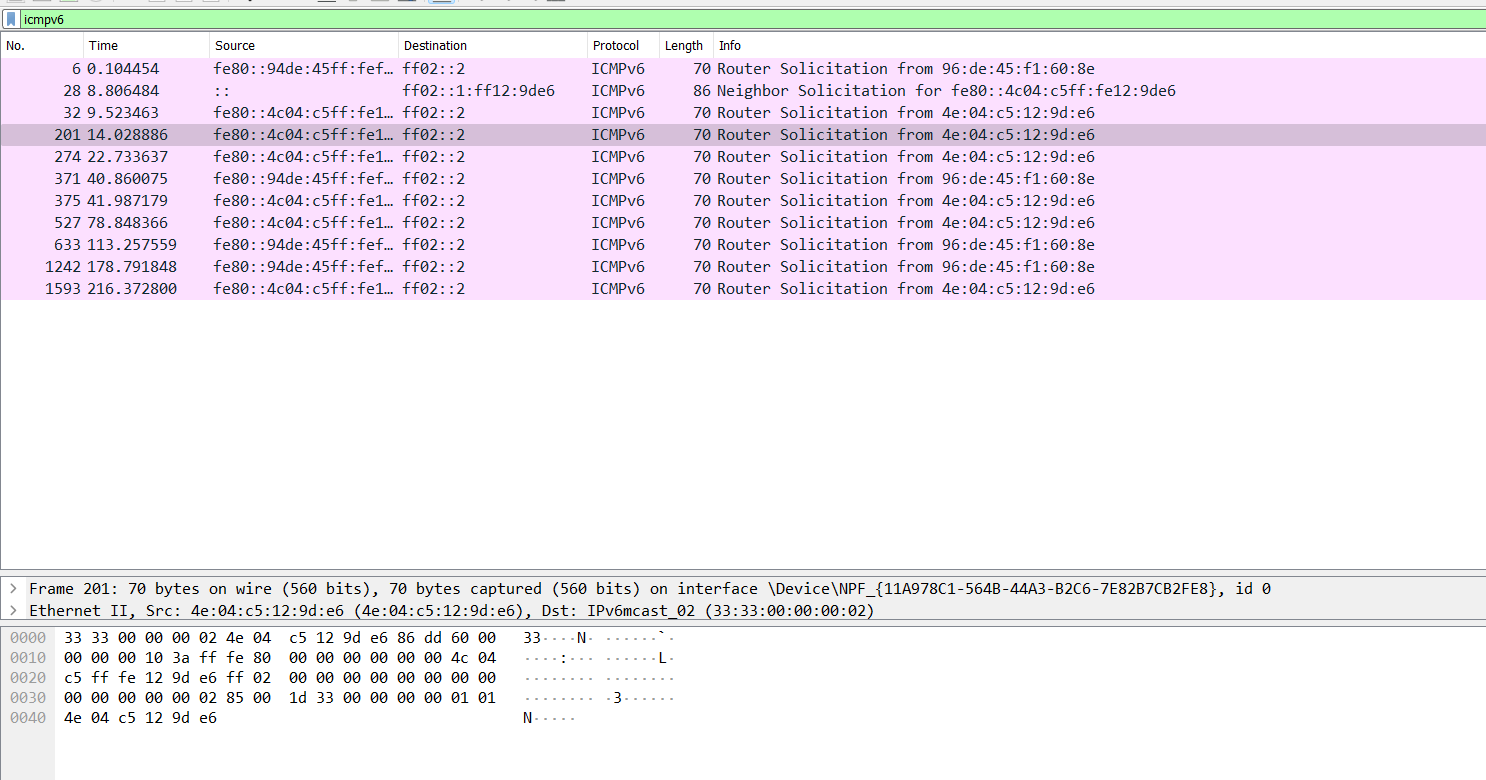 icmpv6
No. Time Source Destination Protocol Length Info
6 0.104454 fe80::94de:45ff:fef… ff02::2 ICMPv6 70 Router Solicitation from 96:de:45:f1:60:8e
28 8.806484 :: ff02::1:ff12:9de6 ICMPv6 86 Neighbor Solicitation for fe80::4c04:c5ff:fe12:9de6
32 9.523463 fe80::4c04:c5ff:fe1… ff02::2 ICMPv6 70 Router Solicitation from 4e:04:c5:12:9d:e6
201 14.028886 fe80::4c04:c5ff:fe1… ff02::2 ICMPv6 70 Router Solicitation from 4e:04:c5:12:9d:e6
274 22.733637 fe80::4c04:c5ff:fe1… ff02::2 ICMPv6 70 Router Solicitation from 4e:04:c5:12:9d:e6
371 40.860075 fe80::94de:45ff:fef… ff02::2 ICMPv6 70 Router Solicitation from 96:de:45:f1:60:8e
375 41.987179 fe80::4c04:c5ff:fe1… ff02::2 ICMPv6 70 Router Solicitation from 4e:04:c5:12:9d:e6
527 78.848366 fe80::4c04:c5ff:fe1… ff02::2 ICMPv6 70 Router Solicitation from 4e:04:c5:12:9d:e6
633 113.257559 fe80::94de:45ff:fef… ff02::2 ICMPv6 70 Router Solicitation from 96:de:45:f1:60:8e
1242 178.791848 fe80::94de:45ff:fef… ff02::2 ICMPv6 70 Router Solicitation from 96:de:45:f1:60:8e
1593 216.372800 fe80::4c04:c5ff:fe1… ff02::2 ICMPv6 70 Router Solicitation from 4e:04:c5:12:9d:e6
Frame 201: 70 bytes on wire (560 bits), 70 bytes captured (560 bits) on interface \Device\NPF_{11A978C1-564B-44A3-B2C6-7E82B7CB2FE8}, id 0
Ethernet II, Src: 4e:04:c5:12:9d:e6 (4e:04:c5:12:9d:e6), Dst: IPv6mcast_02 (33:33:00:00:00:02)
0000 33 33 00 00 00 02 4e 04 c5 12 9d e6 86 dd 60 00 33····N· ······`·
0010 00 00 00 10 3a ff fe 80 00 00 00 00 00 00 4c 04 ····:··· ······L·
0020 c5 ff fe 12 9d e6 ff 02 00 00 00 00 00 00 00 00 ········ ········
0030 00 00 00 00 00 02 85 00 1d 33 00 00 00 00 01 01 ········ ·3······
0040 4e 04 c5 12 9d e6 N·····